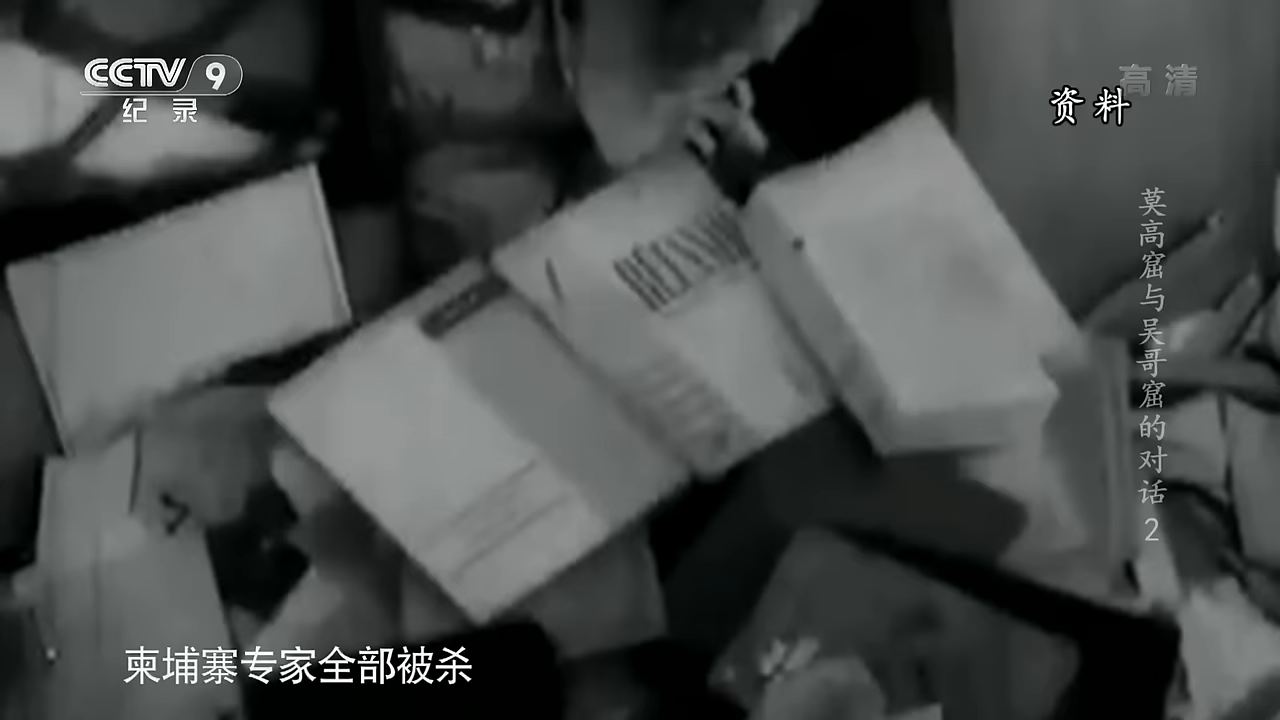 CCTV 9
纪录
高清
资料
莫高窟与吴哥窟的对话 2
柬埔寨专家全部被杀